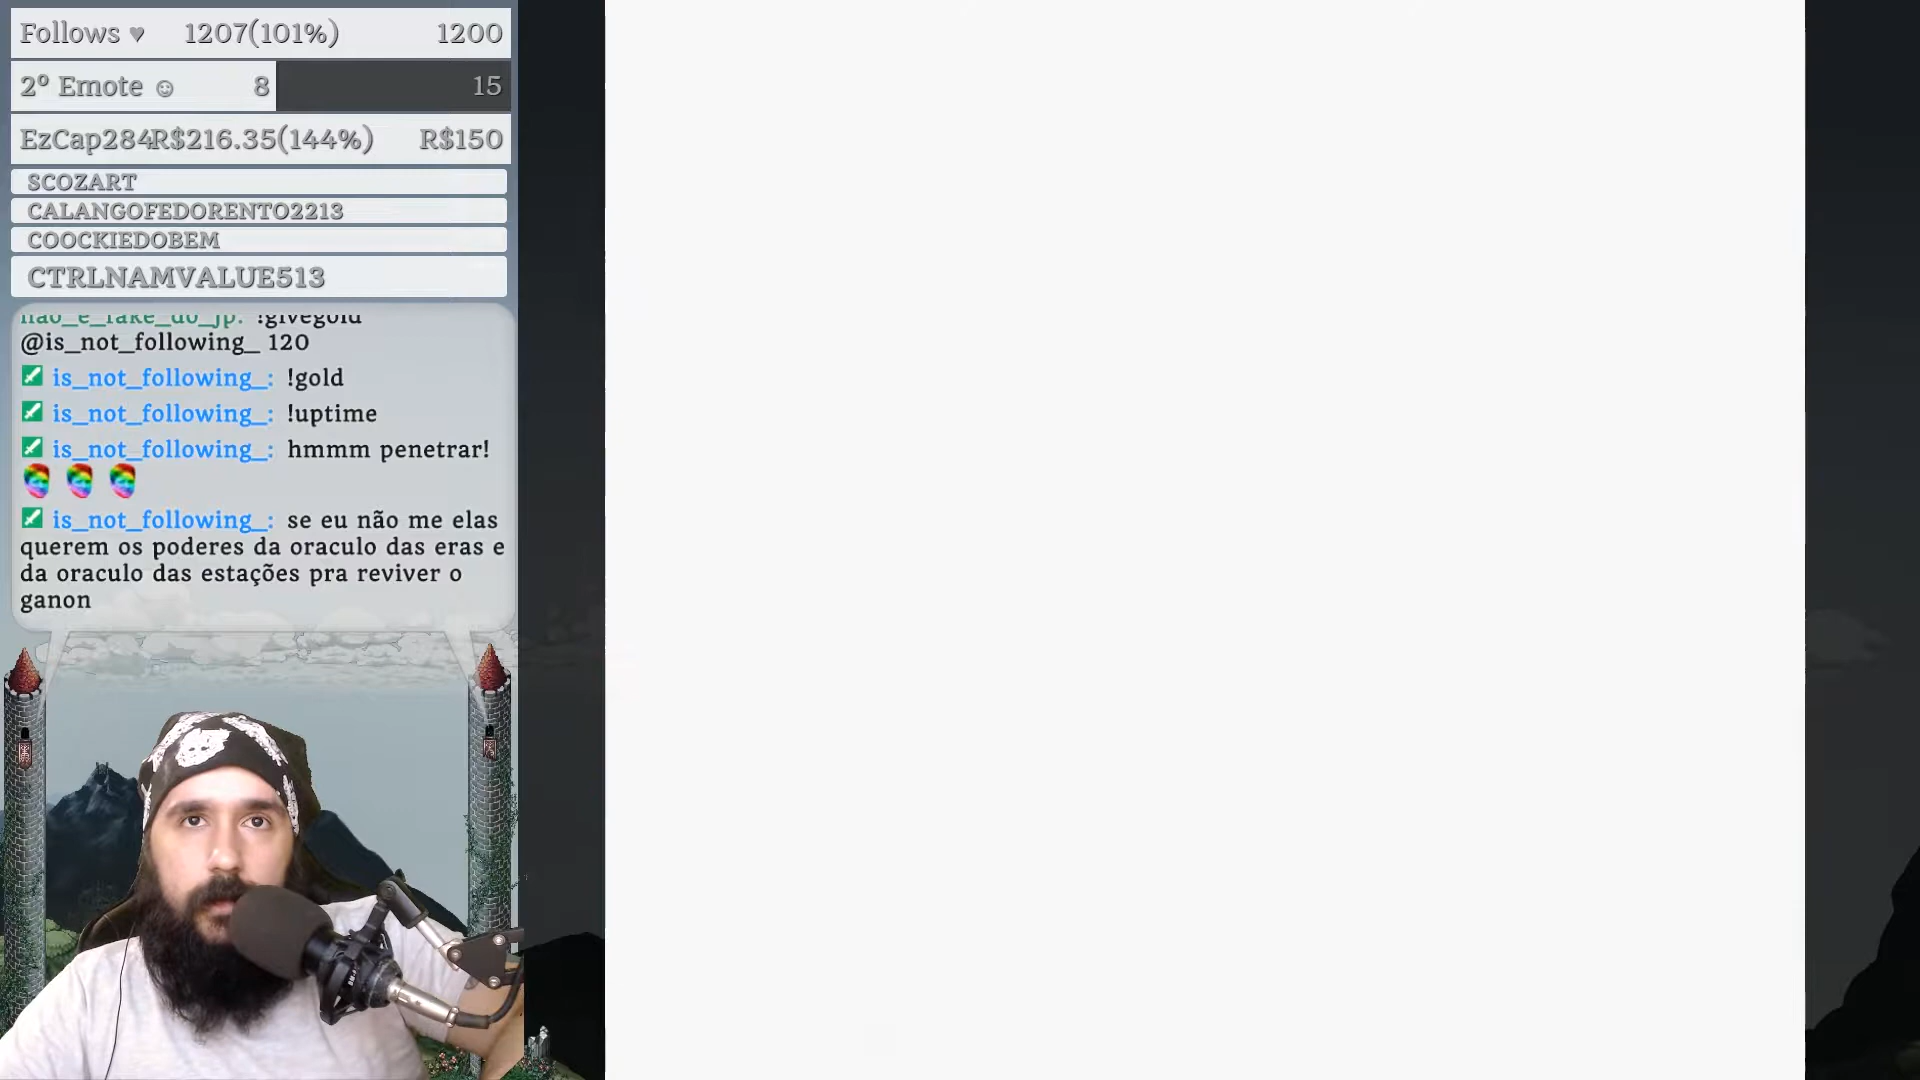 Follows ♥ 1207(101%) 1200
2º Emote ☺ 8 15
EzCap284R$216.35(144%) R$150
SCOZART
CALANGOFEDORENTO2213
COOCKIEDOBEM
CTRLNAMVALUE513
nao_e_fake_do_jp: !givegold
@is_not_following_ 120
is_not_following_: !gold
is_not_following_: !uptime
is_not_following_: hmmm penetrar!
is_not_following_: se eu não me elas
querem os poderes da oraculo das eras e
da oraculo das estações pra reviver o
ganon